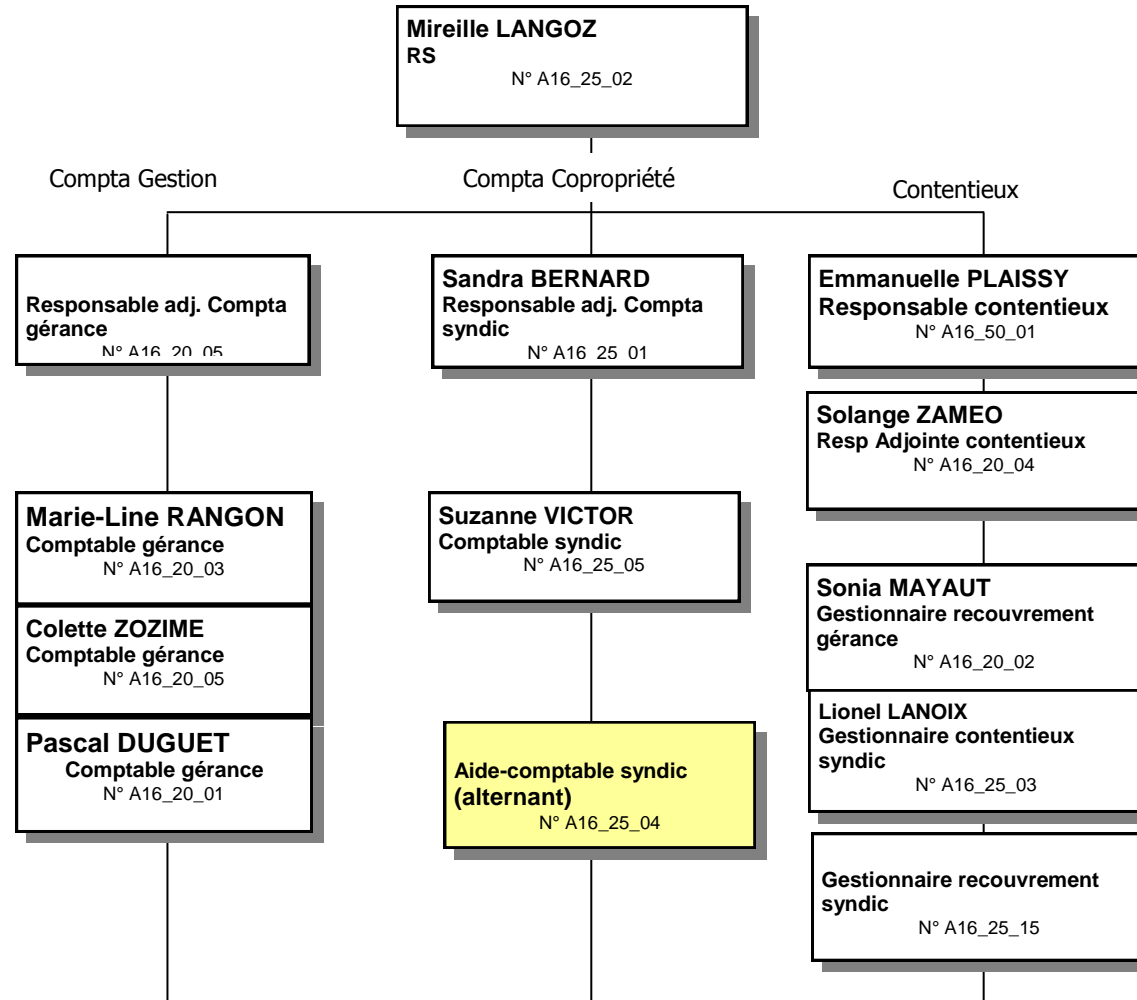 Mireille LANGOZ
RS
N° A16_25_02
Compta Gestion
Compta Copropriété
Contentieux
Responsable adj. Compta
gérance
N° A16_20_05
Sandra BERNARD
Responsable adj. Compta
syndic
N° A16_25_01
Emmanuelle PLAISSY
Responsable contentieux
N° A16_50_01
Solange ZAMEO
Resp Adjointe contentieux
N° A16_20_04
Marie-Line RANGON
Comptable gérance
N° A16_20_03
Colette ZOZIME
Comptable gérance
N° A16_20_05
Pascal DUGUET
Comptable gérance
N° A16_20_01
Suzanne VICTOR
Comptable syndic
N° A16_25_05
Aide-comptable syndic
(alternant)
N° A16_25_04
Sonia MAYAUT
Gestionnaire recouvrement
gérance
N° A16_20_02
Lionel LANOIX
Gestionnaire contentieux
syndic
N° A16_25_03
Gestionnaire recouvrement
syndic
N° A16_25_15